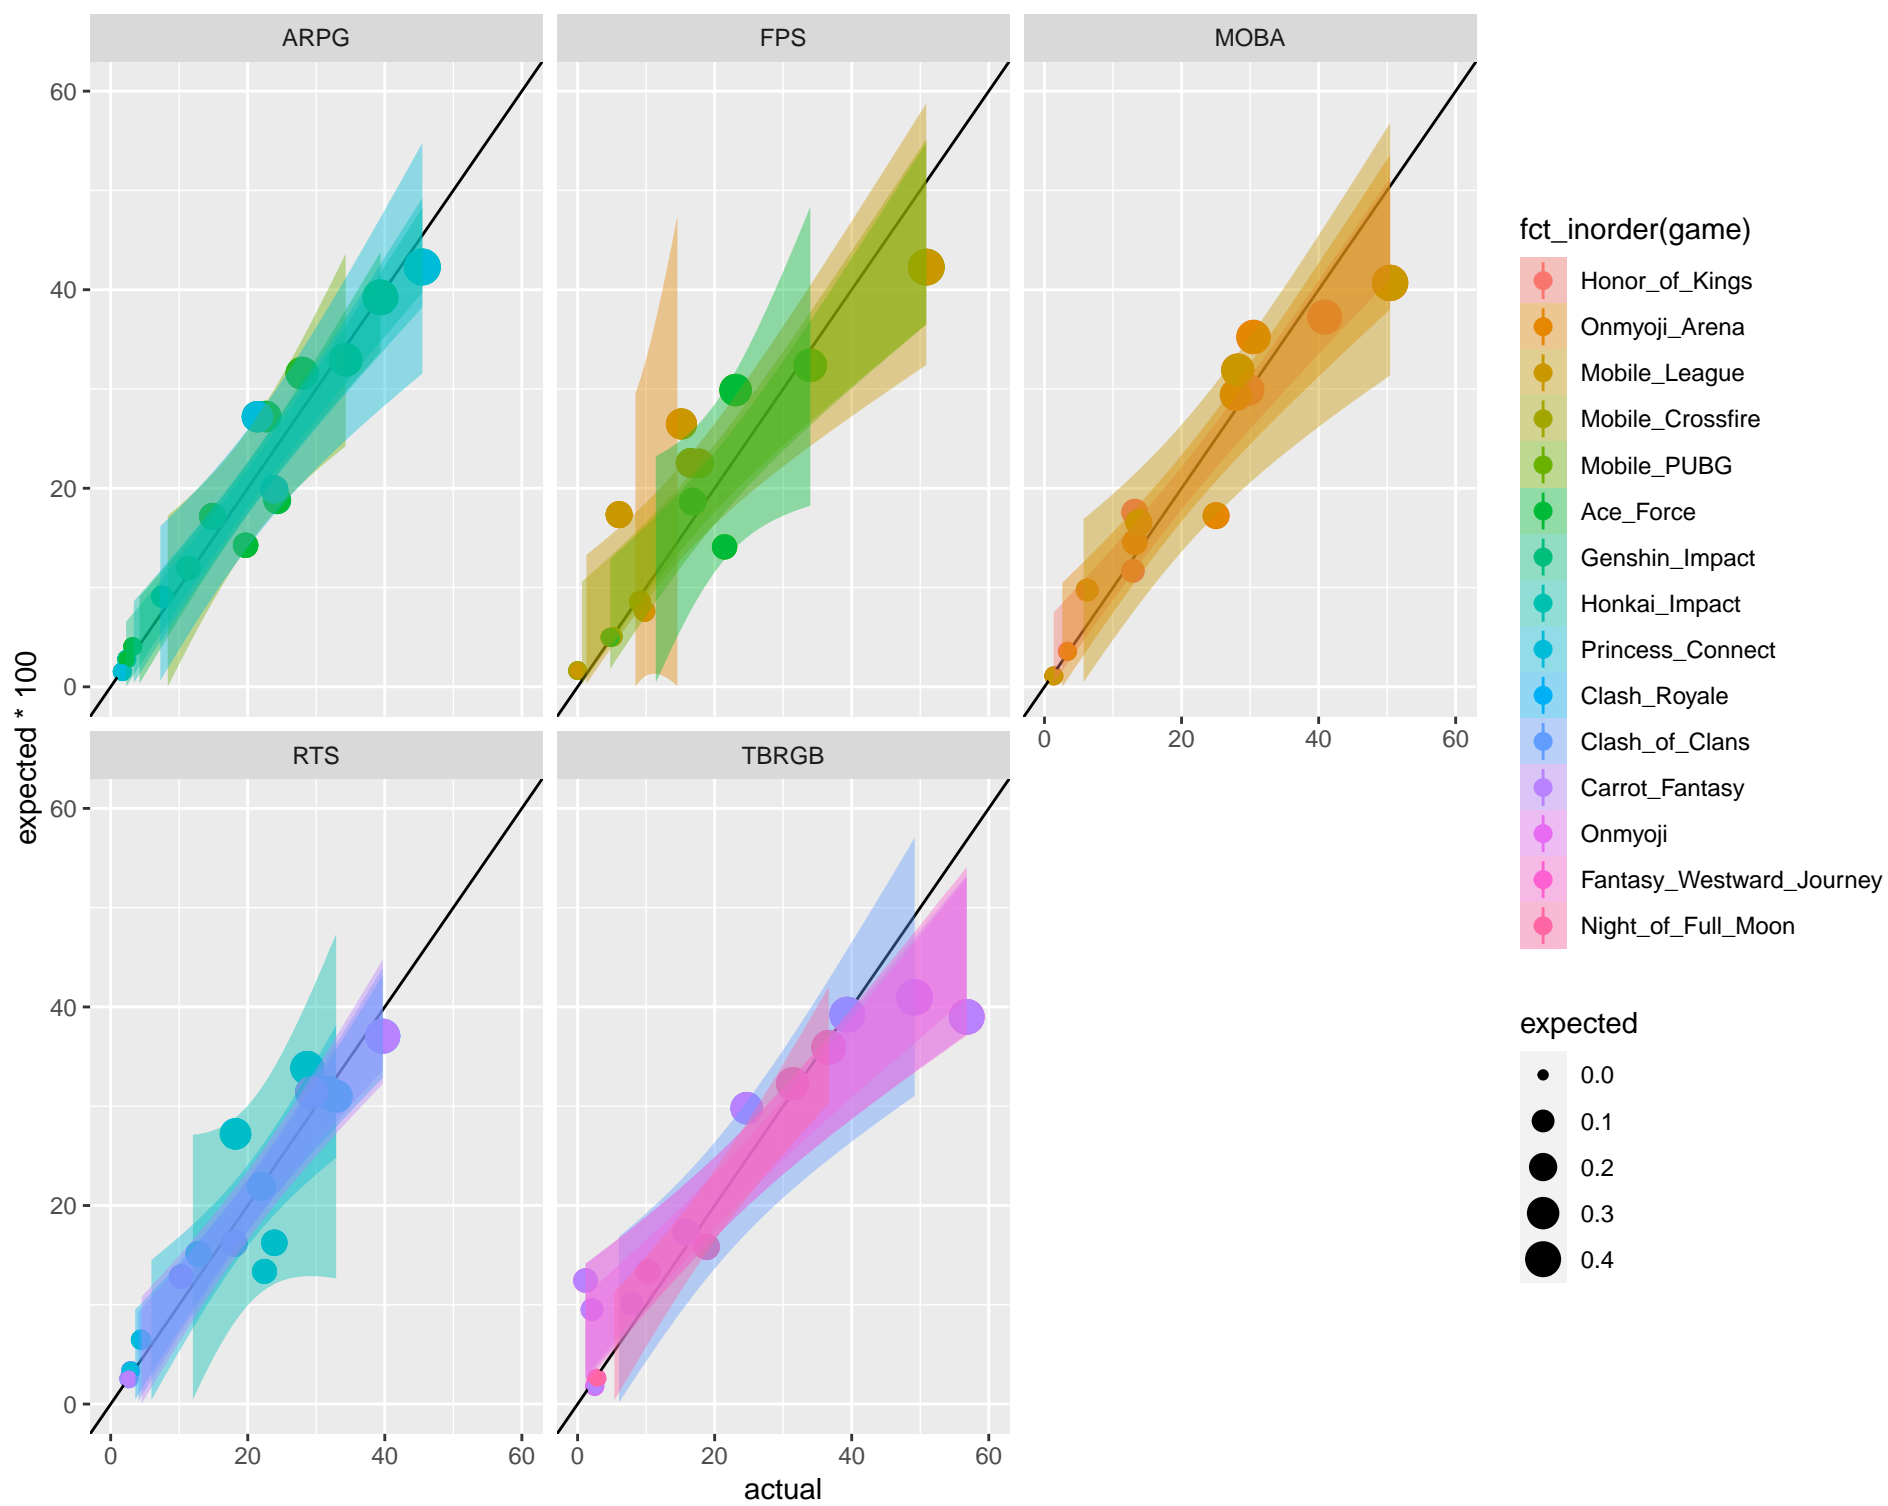 ARPG
FPS
MOBA
60
40
20
0
0
20
40
60
RTS
TBRGB
60
40
20
0
0
20
40
60
0
20
40
60
actual
expected * 100
fct_inorder(game)
Honor_of_Kings
Onmyoji_Arena
Mobile_League
Mobile_Crossfire
Mobile_PUBG
Ace_Force
Genshin_Impact
Honkai_Impact
Princess_Connect
Clash_Royale
Clash_of_Clans
Carrot_Fantasy
Onmyoji
Fantasy_Westward_Journey
Night_of_Full_Moon
expected
0.0
0.1
0.2
0.3
0.4